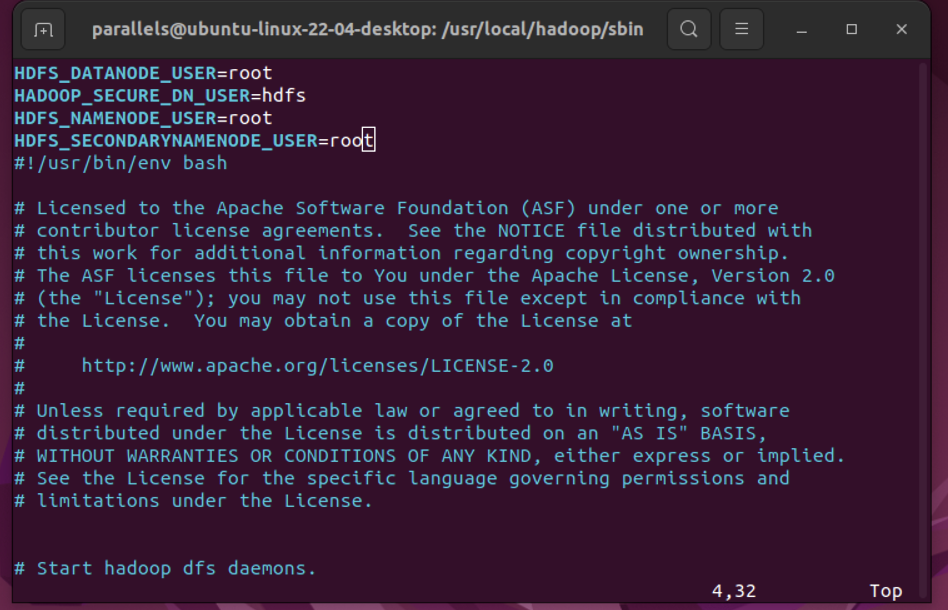 parallels@ubuntu-linux-22-04-desktop: /usr/local/hadoop/sbin
HDFS_DATANODE_USER=root
HADOOP_SECURE_DN_USER=hdfs
HDFS_NAMENODE_USER=root
HDFS_SECONDARYNAMENODE_USER=root
#!/usr/bin/env bash
# Licensed to the Apache Software Foundation (ASF) under one or more
# contributor license agreements.  See the NOTICE file distributed with
# this work for additional information regarding copyright ownership.
# The ASF licenses this file to You under the Apache License, Version 2.0
# (the "License"); you may not use this file except in compliance with
# the License.  You may obtain a copy of the License at
#
#     http://www.apache.org/licenses/LICENSE-2.0
#
# Unless required by applicable law or agreed to in writing, software
# distributed under the License is distributed on an "AS IS" BASIS,
# WITHOUT WARRANTIES OR CONDITIONS OF ANY KIND, either express or implied.
# See the License for the specific language governing permissions and
# limitations under the License.
# Start hadoop dfs daemons.
4,32 Top